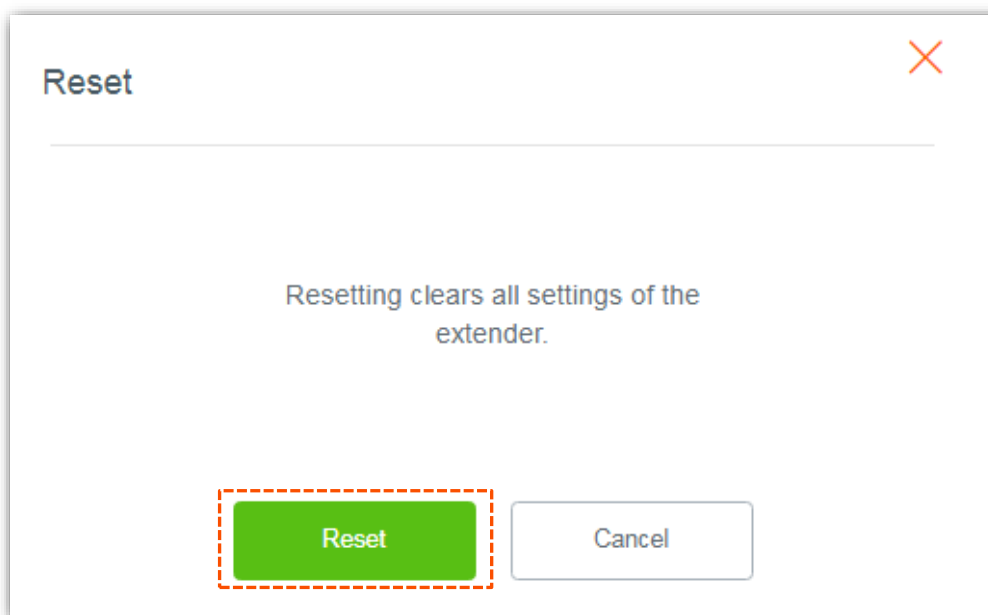 Reset
Resetting clears all settings of the
extender.
Reset
Cancel